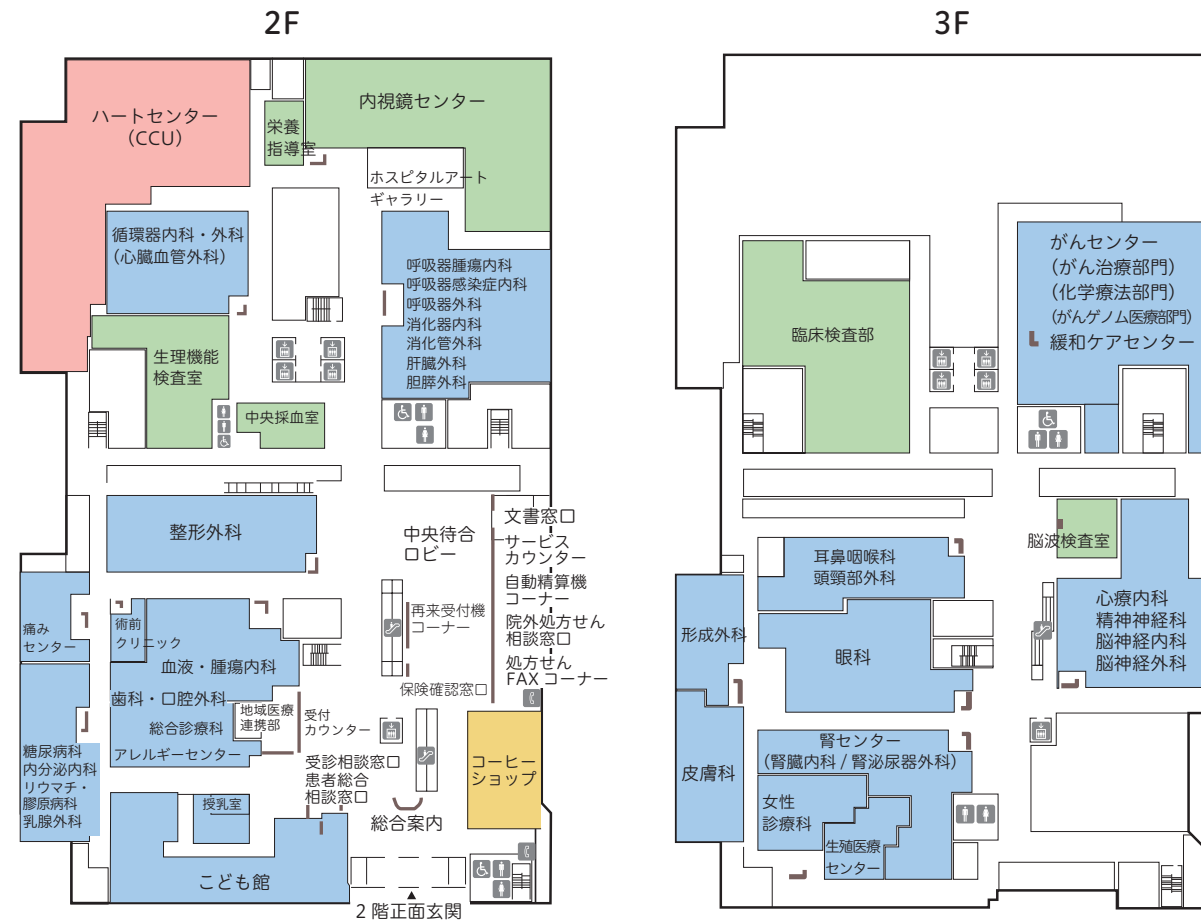 2F
ハートセンター
(CCU)
栄養
指導室
内視鏡センター
ホスピタルアート
ギャラリー
循環器内科・外科
(心臓血管外科)
呼吸器腫瘍内科
呼吸器感染症内科
呼吸器外科
消化器内科
消化管外科
肝臓外科
胆膵外科
生理機能
検査室
中央採血室
整形外科
中央待合
ロビー
文書窓口
サービス
カウンター
自動精算機
コーナー
院外処方せん
相談窓口
処方せん
FAXコーナー
再来受付機
コーナー
保険確認窓口
痛み
センター
術前
クリニック
血液・腫瘍内科
歯科・口腔外科
総合診療科
アレルギーセンター
地域医療
連携部
受付
カウンター
糖尿病科
内分泌内科
リウマチ・
膠原病科
乳腺外科
受診相談窓口
患者総合
相談窓口
コーヒー
ショップ
授乳室
総合案内
こども館
2階正面玄関
3F
がんセンター
(がん治療部門)
(化学療法部門)
(がんゲノム医療部門)
緩和ケアセンター
臨床検査部
脳波検査室
耳鼻咽喉科
頭頸部外科
心療内科
精神神経科
脳神経内科
脳神経外科
形成外科
眼科
皮膚科
腎センター
(腎臓内科/腎泌尿器外科)
女性
診療科
生殖医療
センター